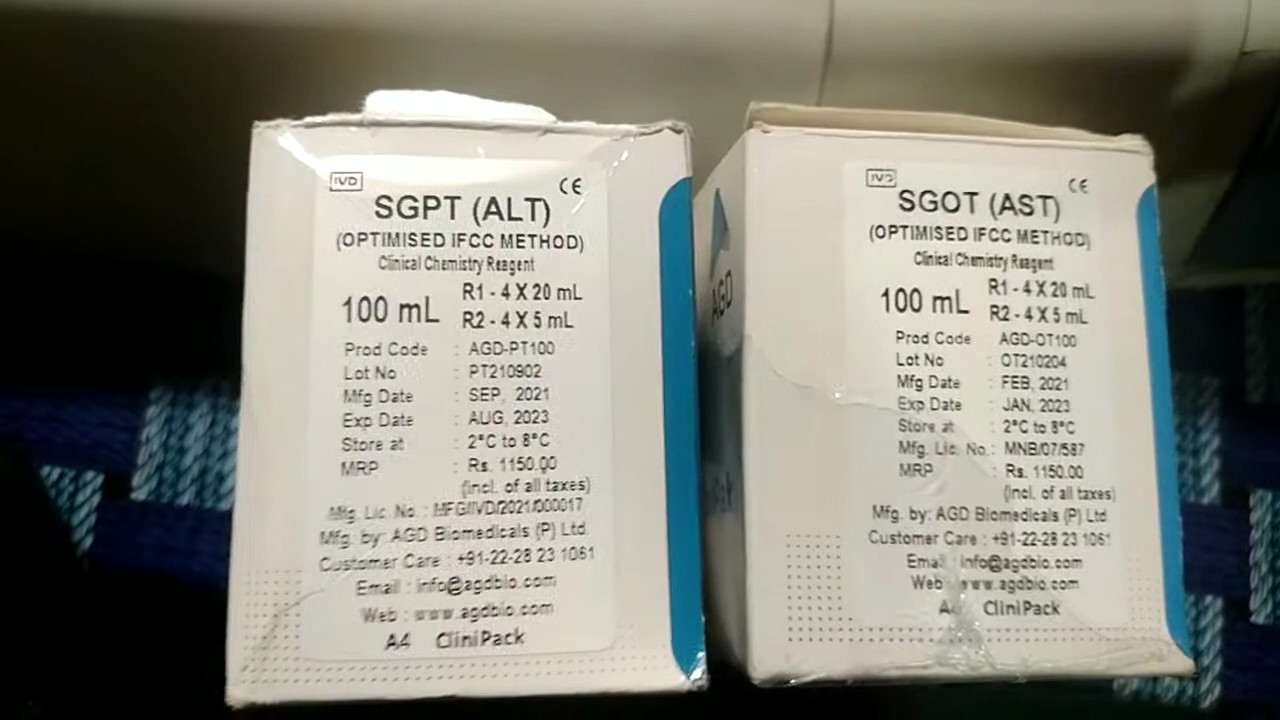 IVD
CE
SGPT (ALT)
(OPTIMISED IFCC METHOD)
Clinical Chemistry Reagent
100 mL
R1 - 4 X 20 mL
R2 - 4 X 5 mL
Prod Code : AGD-PT100
Lot No : PT210902
Mfg Date : SEP, 2021
Exp Date : AUG, 2023
Store at : 2°C to 8°C
MRP : Rs. 1150.00
(incl. of all taxes)
Mfg. Lic. No. : MFG/IVD/2021/000017
Mfg. by: AGD Biomedicals (P) Ltd.
Customer Care : +91-22-28 23 1061
Email : info@agdbio.com
Web : www.agdbio.com
A4 CliniPack
AGD
IVD
CE
SGOT (AST)
(OPTIMISED IFCC METHOD)
Clinical Chemistry Reagent
100 mL
R1 - 4 X 20 mL
R2 - 4 X 5 mL
Prod Code : AGD-OT100
Lot No : OT210204
Mfg Date : FEB, 2021
Exp Date : JAN, 2023
Store at : 2°C to 8°C
Mfg. Lic. No. : MNB/07/587
MRP : Rs. 1150.00
(incl. of all taxes)
Mfg. by: AGD Biomedicals (P) Ltd.
Customer Care : +91-22-28 23 1061
Email : info@agdbio.com
Web www.agdbio.com
CliniPack